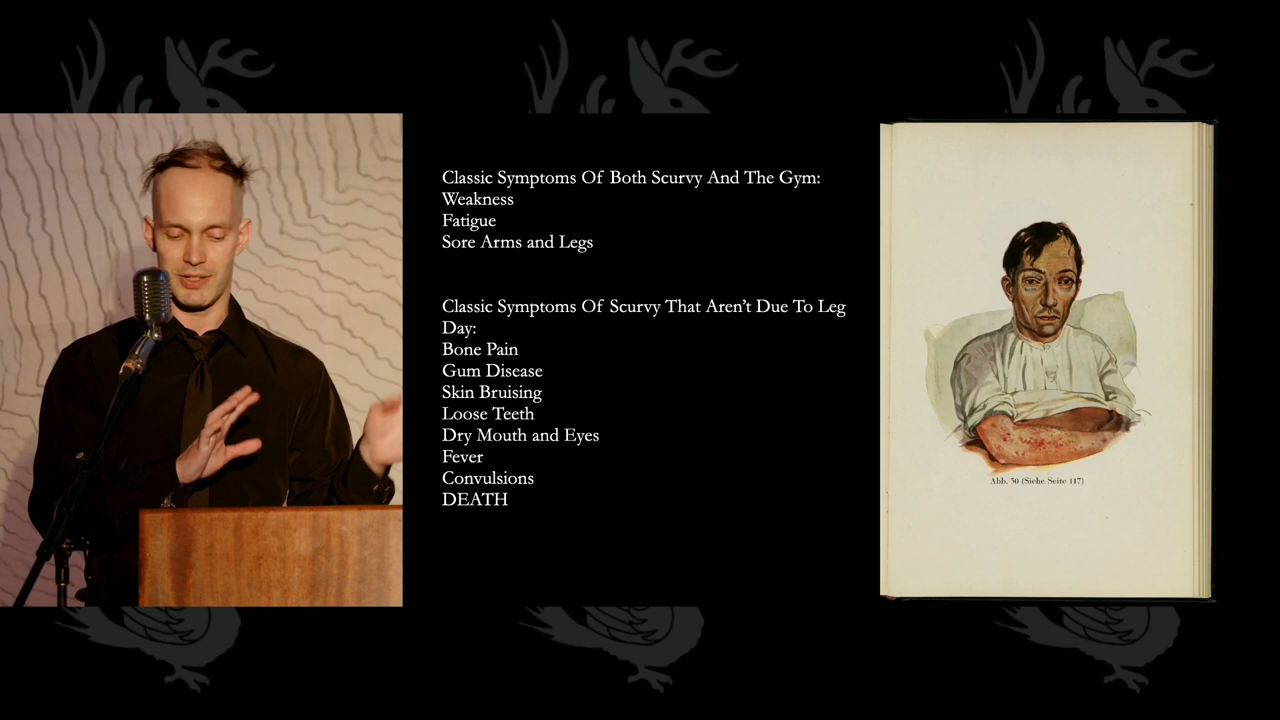 Classic Symptoms Of Both Scurvy And The Gym:
Weakness
Fatigue
Sore Arms and Legs
Classic Symptoms Of Scurvy That Aren't Due To Leg
Day:
Bone Pain
Gum Disease
Skin Bruising
Loose Teeth
Dry Mouth and Eyes
Fever
Convulsions
DEATH
Abb. 50 (Siehe Seite 117)